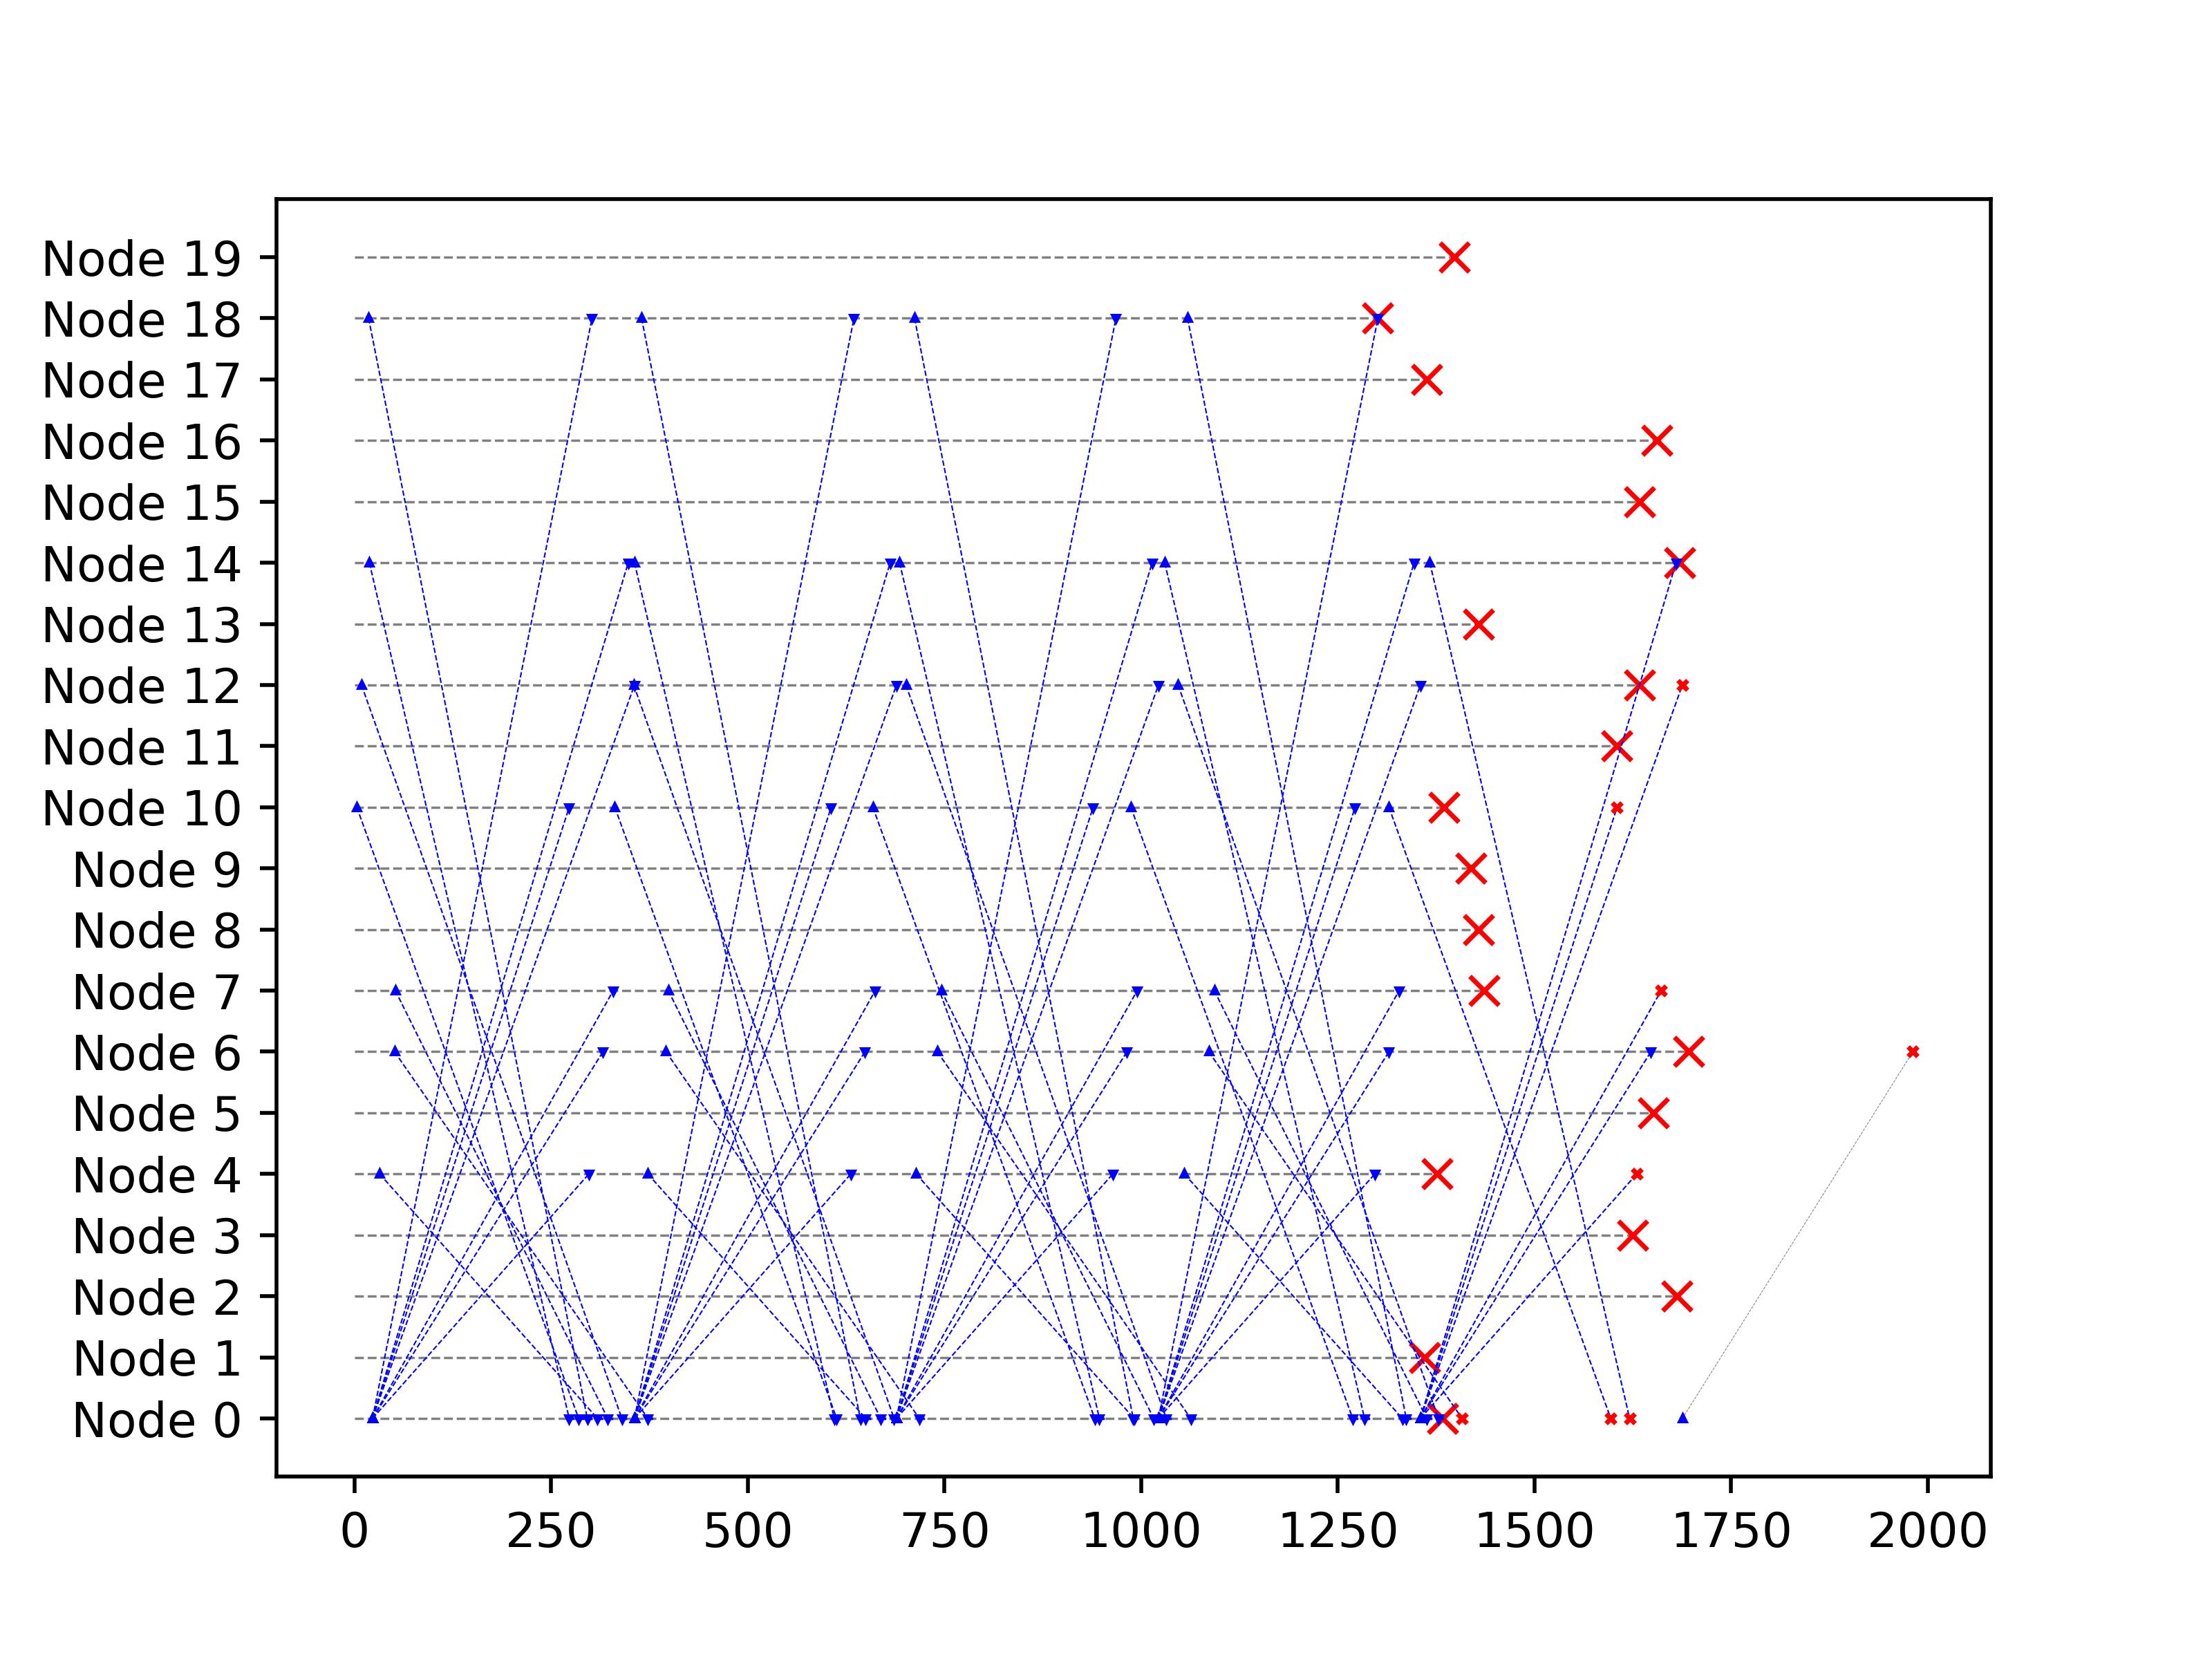 Node 19
Node 18
Node 17
Node 16
Node 15
Node 14
Node 13
Node 12
Node 11
Node 10
Node 9
Node 8
Node 7
Node 6
Node 5
Node 4
Node 3
Node 2
Node 1
Node 0
0 250 500 750 1000 1250 1500 1750 2000